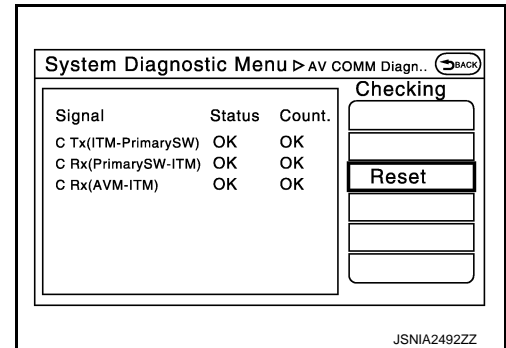 System Diagnostic Menu ▷ AV COMM Diagn.. BACK
Checking
Signal Status Count.
C Tx(ITM-PrimarySW) OK OK
C Rx(PrimarySW-ITM) OK OK
C Rx(AVM-ITM) OK OK
Reset
JSNIA2492ZZ